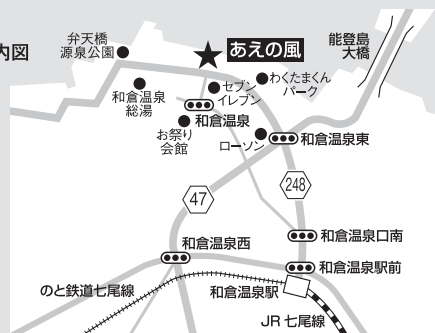 内図
弁天橋
源泉公園
あえの風
能登島
大橋
わくたまくん
パーク
セブン
イレブン
和倉温泉
総湯
和倉温泉
お祭り
会館
ローソン
和倉温泉東
47
248
和倉温泉口南
和倉温泉西
和倉温泉駅前
のと鉄道七尾線
和倉温泉駅
JR 七尾線